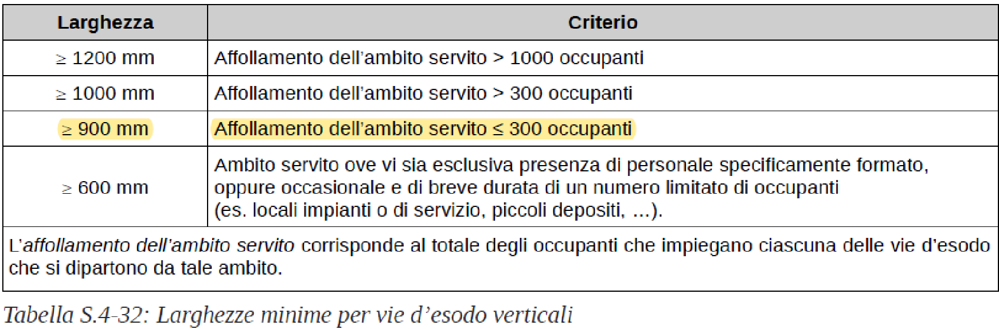 Larghezza Criterio
≥ 1200 mm Affollamento dell’ambito servito > 1000 occupanti
≥ 1000 mm Affollamento dell’ambito servito > 300 occupanti
≥ 900 mm Affollamento dell’ambito servito ≤ 300 occupanti
≥ 600 mm Ambito servito ove vi sia esclusiva presenza di personale specificamente formato,
oppure occasionale e di breve durata di un numero limitato di occupanti
(es. locali impianti o di servizio, piccoli depositi, …).
L’affollamento dell’ambito servito corrisponde al totale degli occupanti che impiegano ciascuna delle vie d’esodo
che si dipartono da tale ambito.
Tabella S.4-32: Larghezze minime per vie d’esodo verticali